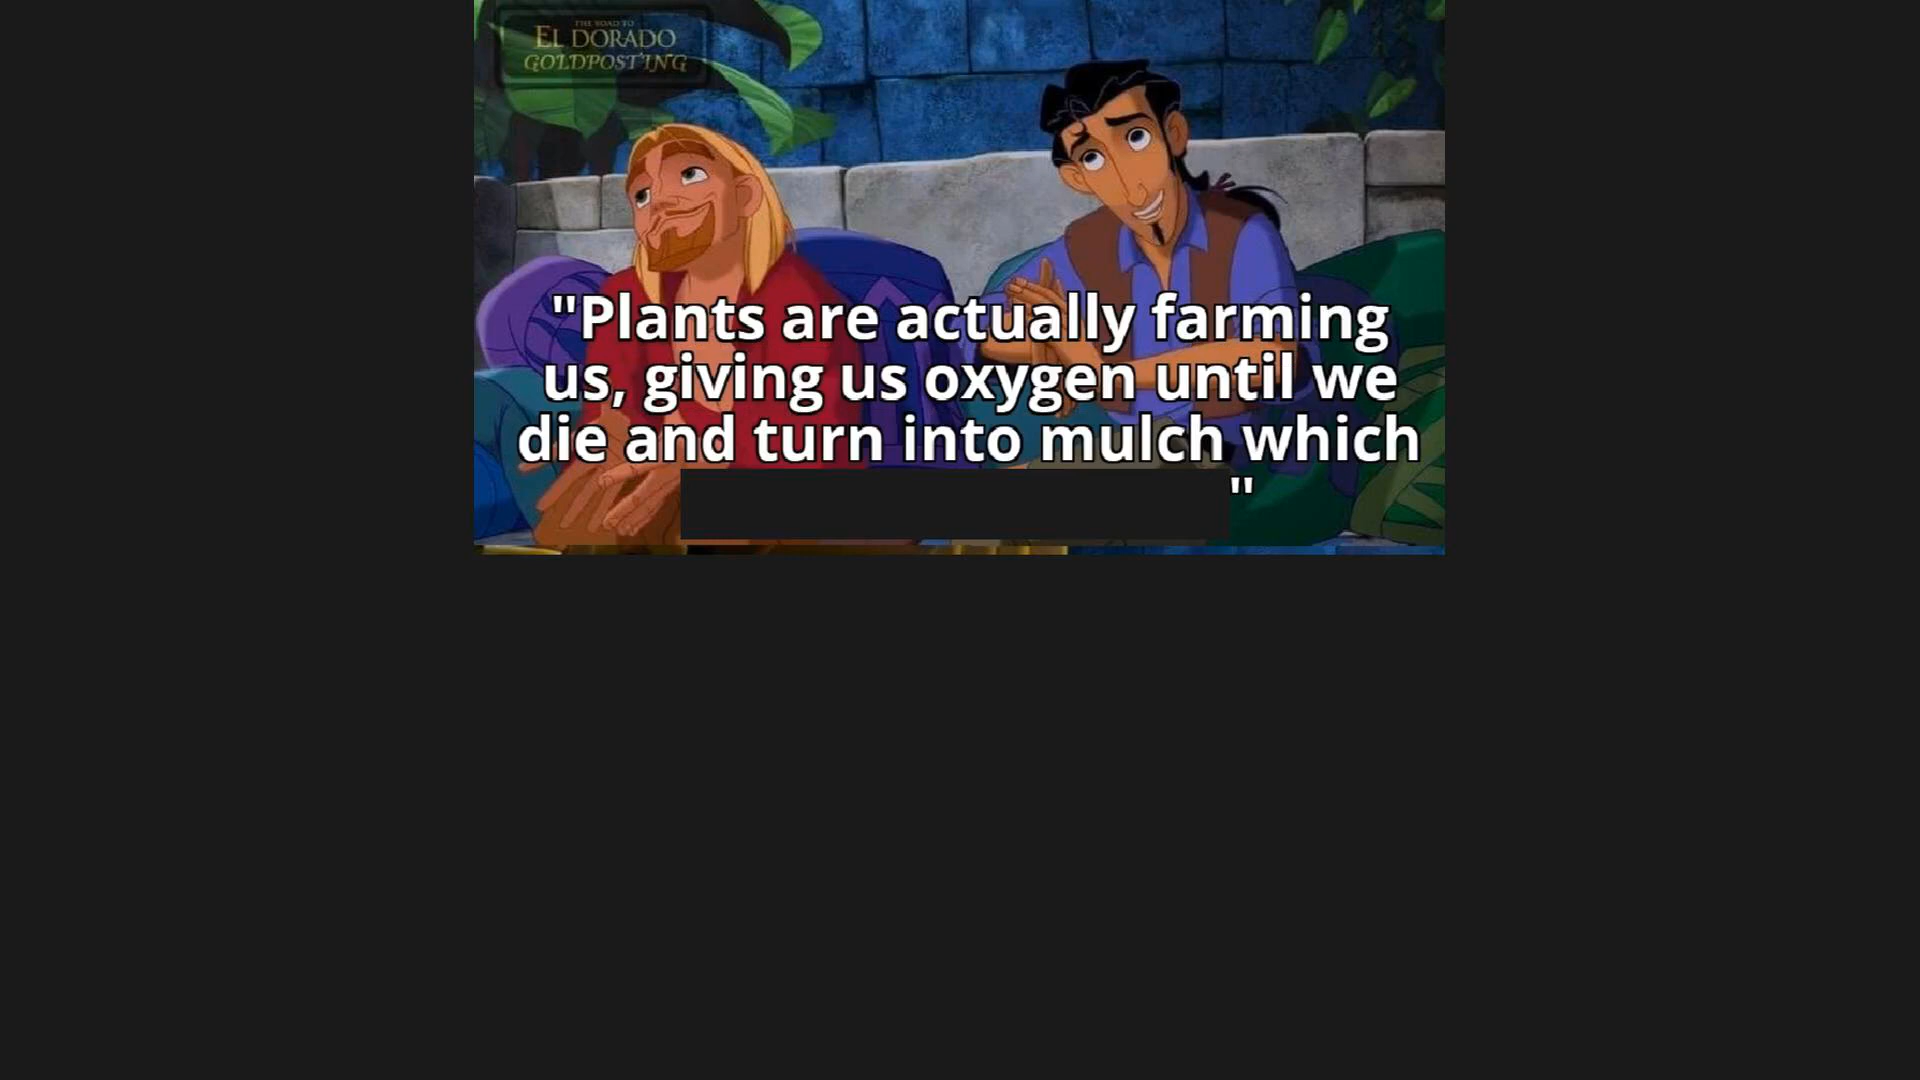 THE ROAD TO
EL DORADO
GOLDPOSTING
"Plants are actually farming
us, giving us oxygen until we
die and turn into mulch which
"